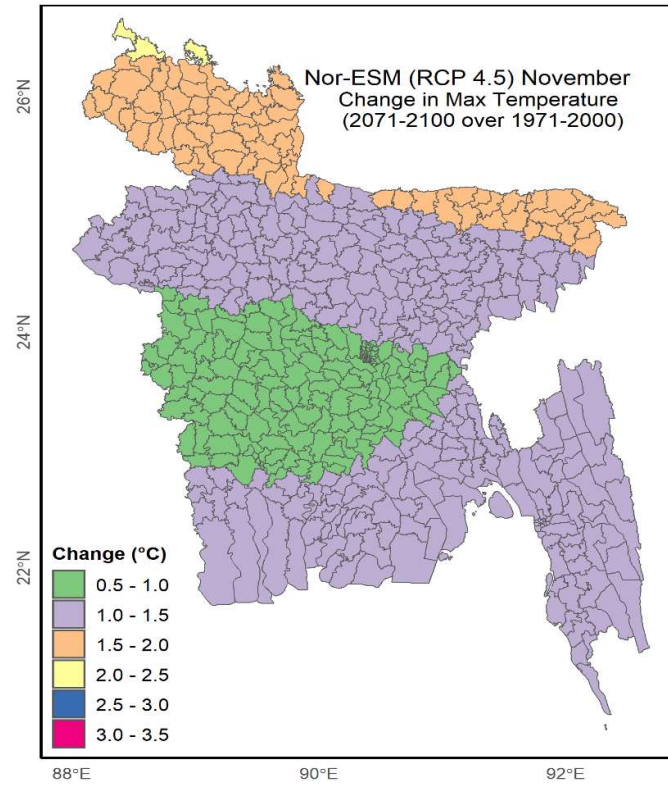 Nor-ESM (RCP 4.5) November
Change in Max Temperature
(2071-2100 over 1971-2000)
26°N
24°N
22°N
Change (°C)
0.5 - 1.0
1.0 - 1.5
1.5 - 2.0
2.0 - 2.5
2.5 - 3.0
3.0 - 3.5
88°E
90°E
92°E